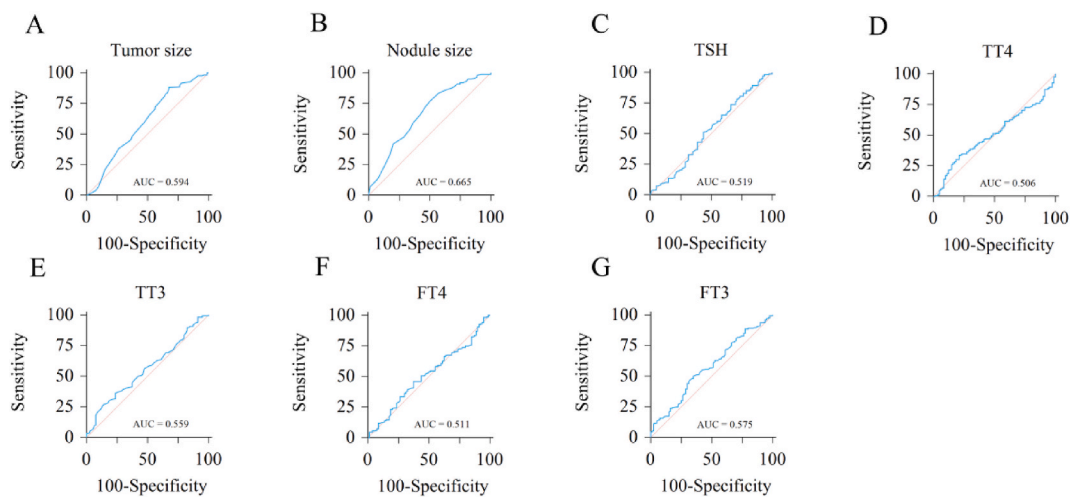 A
Tumor size
100
75
50
25
0
Sensitivity
AUC = 0.594
0 50 100
100-Specificity
B
Nodule size
100
75
50
25
0
Sensitivity
AUC = 0.665
0 50 100
100-Specificity
C
TSH
100
75
50
25
0
Sensitivity
AUC = 0.519
0 50 100
100-Specificity
D
TT4
100
75
50
25
0
Sensitivity
AUC = 0.506
0 50 100
100-Specificity
E
TT3
100
75
50
25
0
Sensitivity
AUC = 0.559
0 50 100
100-Specificity
F
FT4
100
75
50
25
0
Sensitivity
AUC = 0.511
0 50 100
100-Specificity
G
FT3
100
75
50
25
0
Sensitivity
AUC = 0.575
0 50 100
100-Specificity